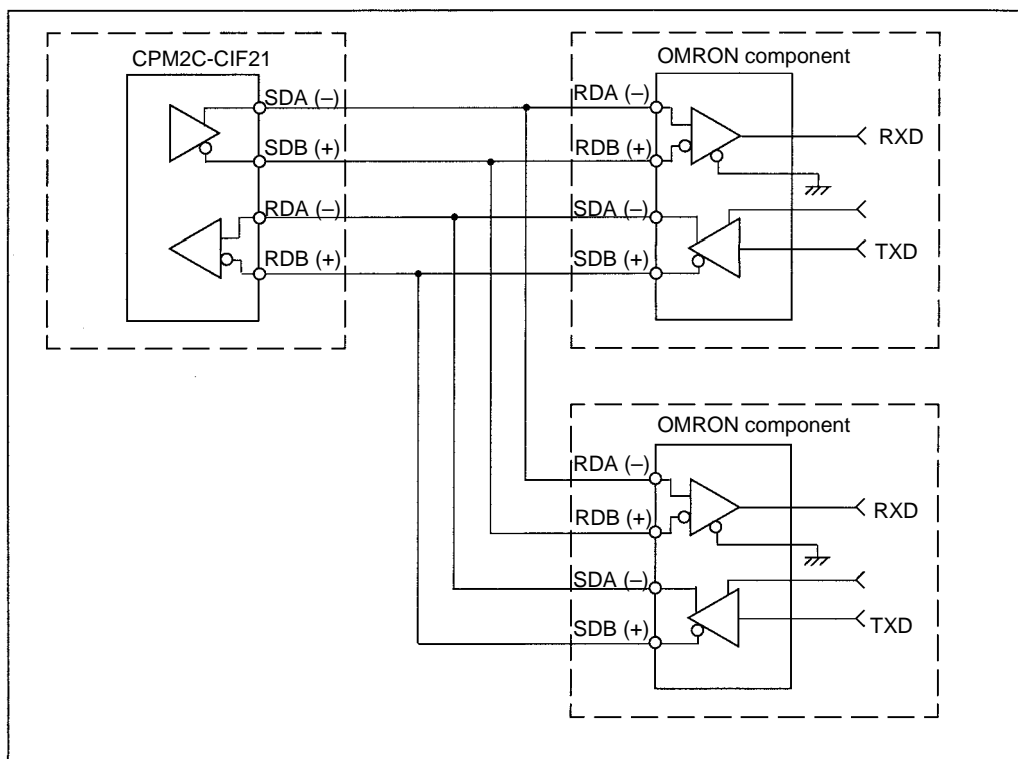 CPM2C-CIF21
SDA (–)
SDB (+)
RDA (–)
RDB (+)
OMRON component
RDA (–)
RDB (+)
SDA (–)
SDB (+)
RXD
TXD
OMRON component
RDA (–)
RDB (+)
SDA (–)
SDB (+)
RXD
TXD